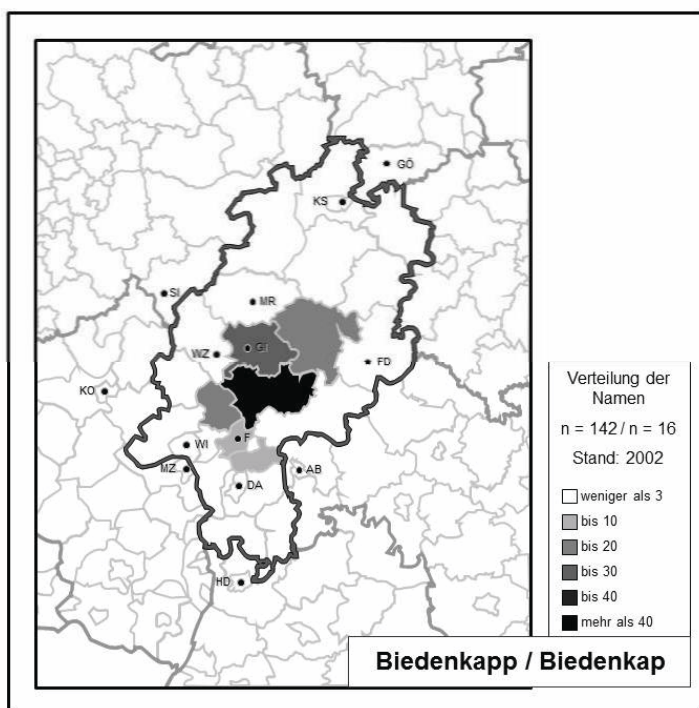 GÖ
KS
SI
MR
WZ
GI
FD
KO
F
WI
MZ
AB
DA
HD
Verteilung der
Namen
n = 142 / n = 16
Stand: 2002
weniger als 3
bis 10
bis 20
bis 30
bis 40
mehr als 40
Biedenkapp / Biedenkap